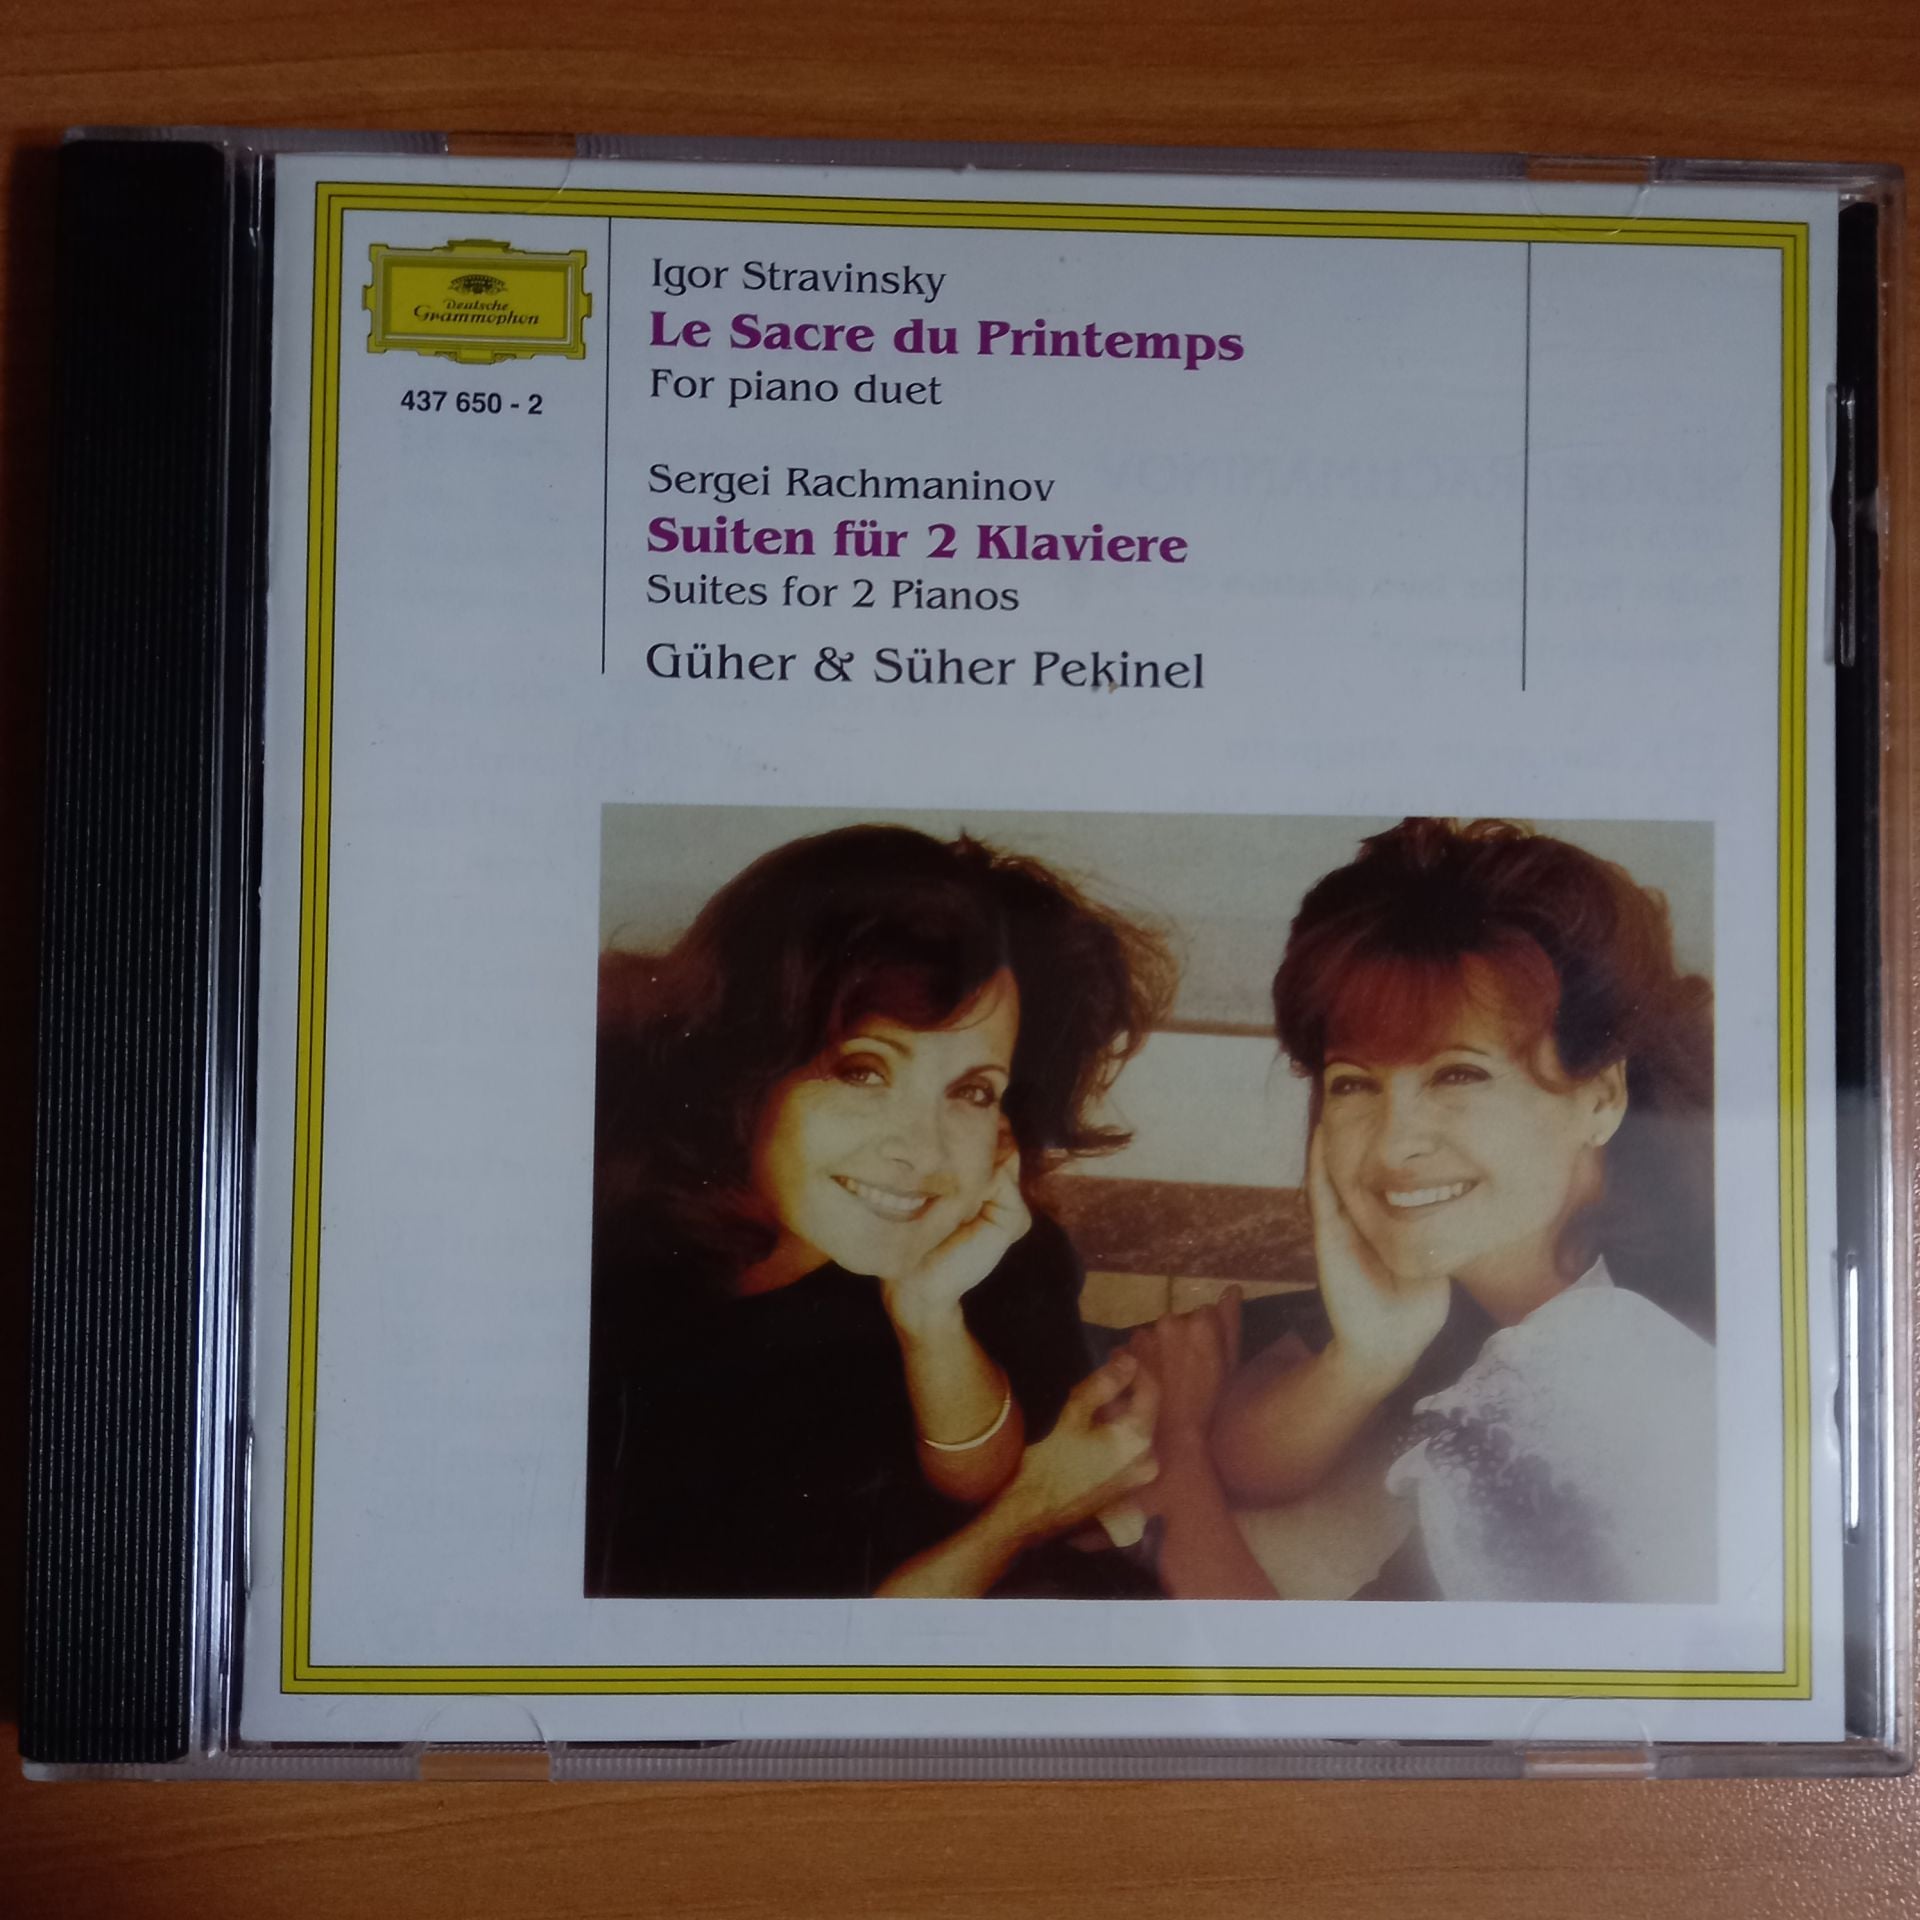 Deutsche
Grammophon
437 650 - 2
Igor Stravinsky
Le Sacre du Printemps
For piano duet
Sergei Rachmaninov
Suiten für 2 Klaviere
Suites for 2 Pianos
Güher & Süher Pekinel